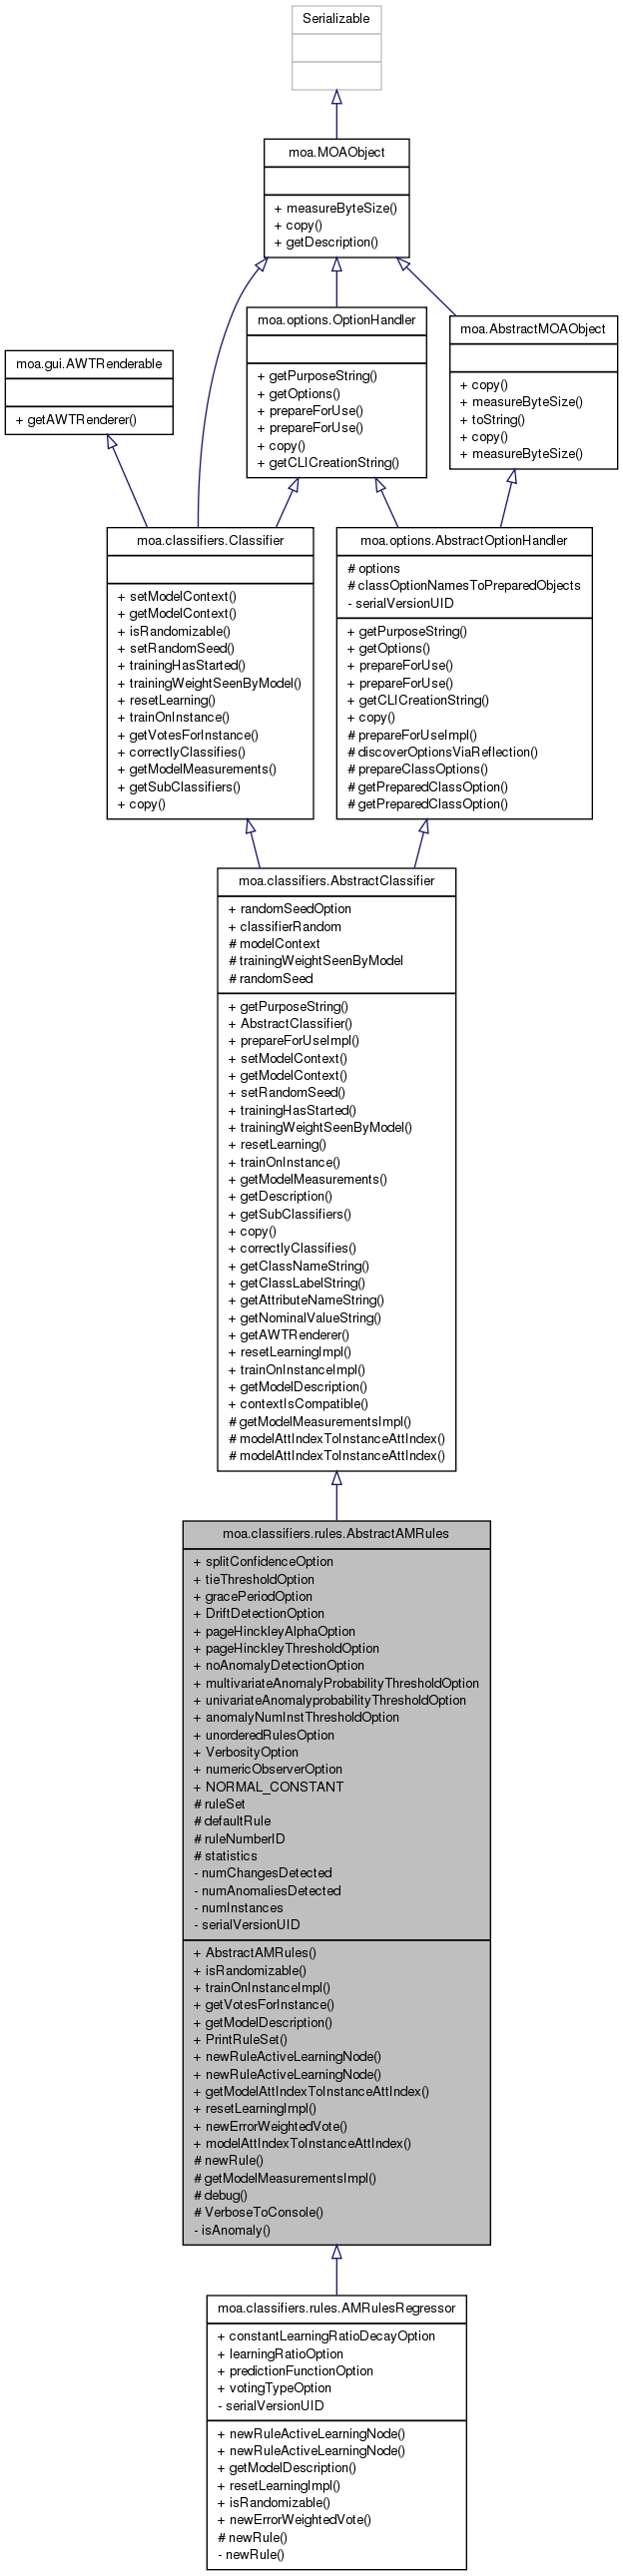 Serializable
moa.MOAObject
+ measureByteSize()
+ copy()
+ getDescription()
moa.options.OptionHandler
+ getPurposeString()
+ getOptions()
+ prepareForUse()
+ prepareForUse()
+ copy()
+ getCLICreationString()
moa.AbstractMOAObject
+ copy()
+ measureByteSize()
+ toString()
+ copy()
+ measureByteSize()
moa.gui.AWTRenderable
+ getAWTRenderer()
moa.classifiers.Classifier
+ setModelContext()
+ getModelContext()
+ isRandomizable()
+ setRandomSeed()
+ trainingHasStarted()
+ trainingWeightSeenByModel()
+ resetLearning()
+ trainOnInstance()
+ getVotesForInstance()
+ correctlyClassifies()
+ getModelMeasurements()
+ getSubClassifiers()
+ copy()
moa.options.AbstractOptionHandler
# options
# classOptionNamesToPreparedObjects
- serialVersionUID
+ getPurposeString()
+ getOptions()
+ prepareForUse()
+ prepareForUse()
+ getCLICreationString()
+ copy()
# prepareForUseImpl()
# discoverOptionsViaReflection()
# prepareClassOptions()
# getPreparedClassOption()
# getPreparedClassOption()
moa.classifiers.AbstractClassifier
+ randomSeedOption
+ classifierRandom
# modelContext
# trainingWeightSeenByModel
# randomSeed
+ getPurposeString()
+ AbstractClassifier()
+ prepareForUseImpl()
+ setModelContext()
+ getModelContext()
+ setRandomSeed()
+ trainingHasStarted()
+ trainingWeightSeenByModel()
+ resetLearning()
+ trainOnInstance()
+ getModelMeasurements()
+ getDescription()
+ getSubClassifiers()
+ copy()
+ correctlyClassifies()
+ getClassNameString()
+ getClassLabelString()
+ getAttributeNameString()
+ getNominalValueString()
+ getAWTRenderer()
+ resetLearningImpl()
+ trainOnInstanceImpl()
+ getModelDescription()
+ contextIsCompatible()
# getModelMeasurementsImpl()
# modelAttIndexToInstanceAttIndex()
# modelAttIndexToInstanceAttIndex()
moa.classifiers.rules.AbstractAMRules
+ splitConfidenceOption
+ tieThresholdOption
+ gracePeriodOption
+ DriftDetectionOption
+ pageHinckleyAlphaOption
+ pageHinckleyThresholdOption
+ noAnomalyDetectionOption
+ multivariateAnomalyProbabilityThresholdOption
+ univariateAnomalyprobabilityThresholdOption
+ anomalyNumInstThresholdOption
+ unorderedRulesOption
+ VerbosityOption
+ numericObserverOption
+ NORMAL_CONSTANT
# ruleSet
# defaultRule
# ruleNumberID
# statistics
- numChangesDetected
- numAnomaliesDetected
- numInstances
- serialVersionUID
+ AbstractAMRules()
+ isRandomizable()
+ trainOnInstanceImpl()
+ getVotesForInstance()
+ getModelDescription()
+ PrintRuleSet()
+ newRuleActiveLearningNode()
+ newRuleActiveLearningNode()
+ getModelAttIndexToInstanceAttIndex()
+ resetLearningImpl()
+ newErrorWeightedVote()
+ modelAttIndexToInstanceAttIndex()
# newRule()
# getModelMeasurementsImpl()
# debug()
# VerboseToConsole()
- isAnomaly()
moa.classifiers.rules.AMRulesRegressor
+ constantLearningRatioDecayOption
+ learningRatioOption
+ predictionFunctionOption
+ votingTypeOption
- serialVersionUID
+ newRuleActiveLearningNode()
+ newRuleActiveLearningNode()
+ getModelDescription()
+ resetLearningImpl()
+ isRandomizable()
+ newErrorWeightedVote()
# newRule()
- newRule()